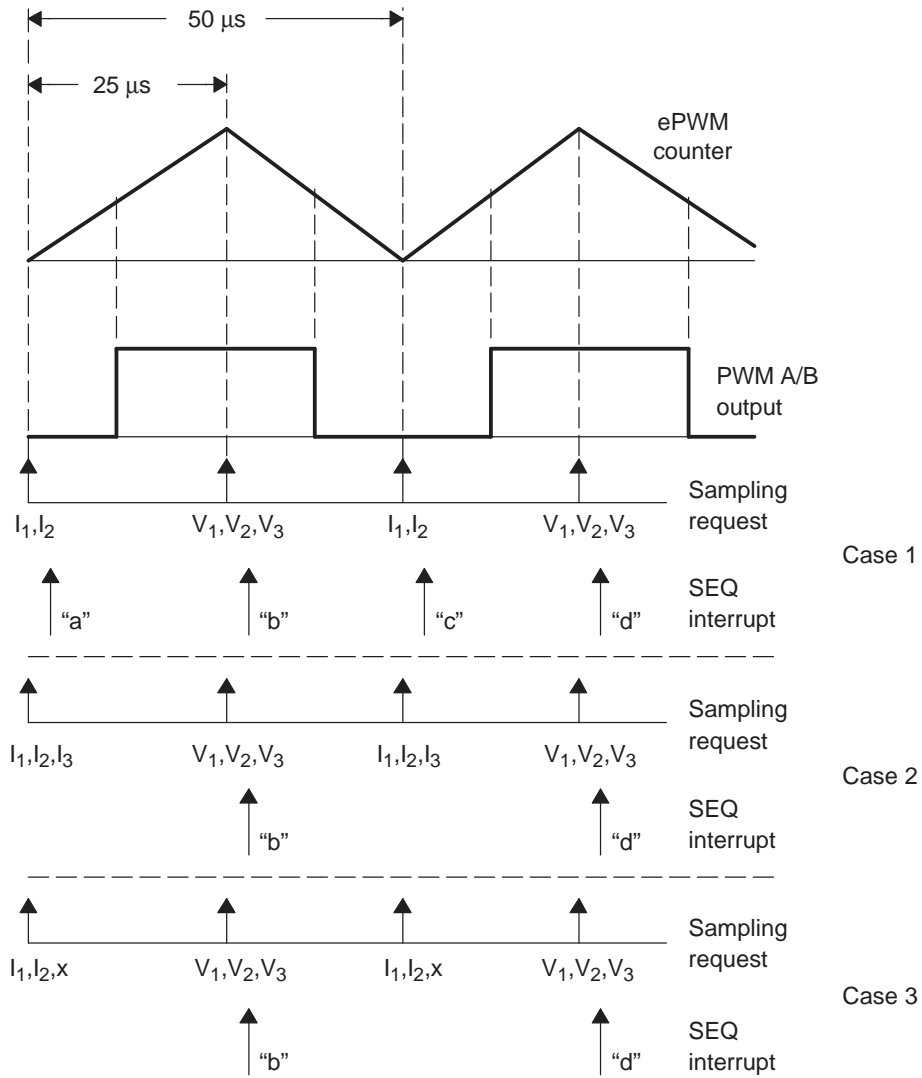 50 μs
25 μs
ePWM
counter
PWM A/B
output
Sampling
request
I1,I2 V1,V2,V3 I1,I2 V1,V2,V3
Case 1
SEQ
interrupt
“a” “b” “c” “d”
Sampling
request
I1,I2,I3 V1,V2,V3 I1,I2,I3 V1,V2,V3
Case 2
SEQ
interrupt
“b” “d”
Sampling
request
I1,I2,x V1,V2,V3 I1,I2,x V1,V2,V3
Case 3
SEQ
interrupt
“b” “d”